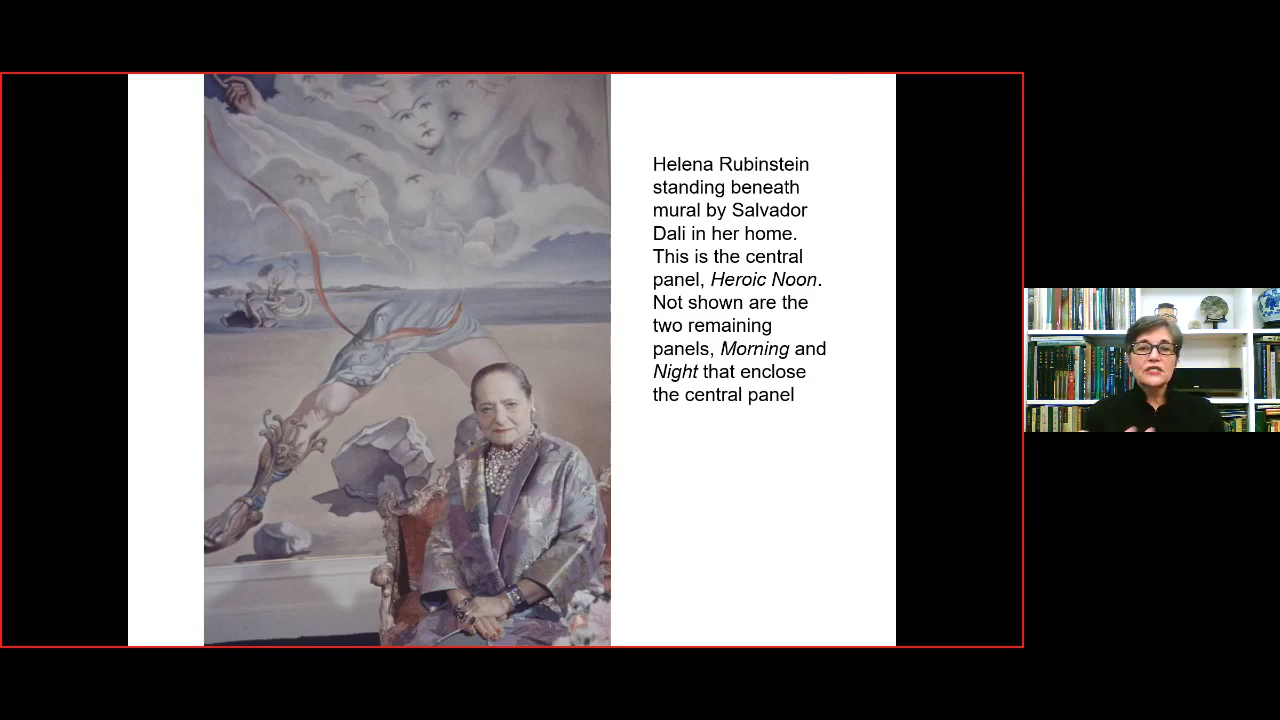 Helena Rubinstein
standing beneath
mural by Salvador
Dali in her home.
This is the central
panel, Heroic Noon.
Not shown are the
two remaining
panels, Morning and
Night that enclose
the central panel